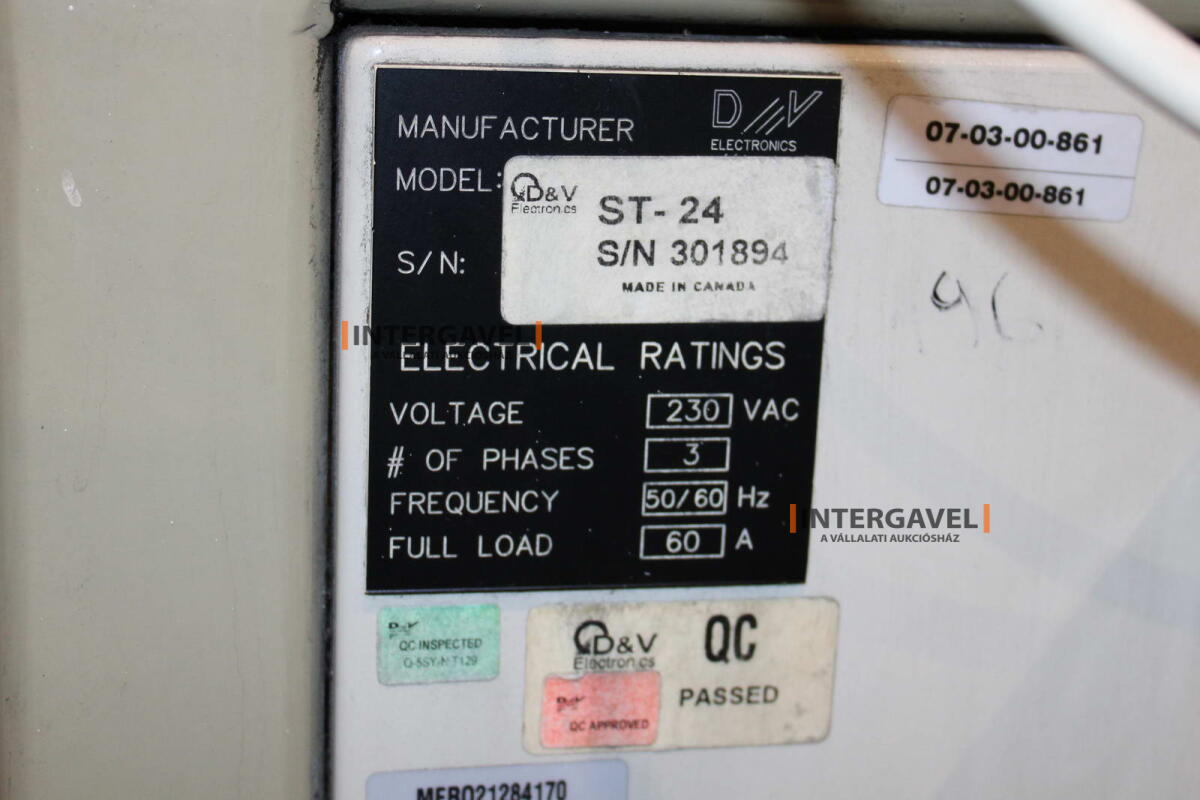 MANUFACTURER
D V
ELECTRONICS
07-03-00-861
07-03-00-861
MODEL:
D&V
Electronics
ST-24
S/N:
S/N 301894
MADE IN CANADA
INTERGAVEL
A VÁLLALATI AUKCIÓSHÁZ
ELECTRICAL RATINGS
VOLTAGE 230 VAC
# OF PHASES 3
FREQUENCY 50/60 Hz
FULL LOAD 60 A
INTERGAVEL
A VÁLLALATI AUKCIÓSHÁZ
QC INSPECTED
D&V
Electronics
QC
PASSED
QC APPROVED